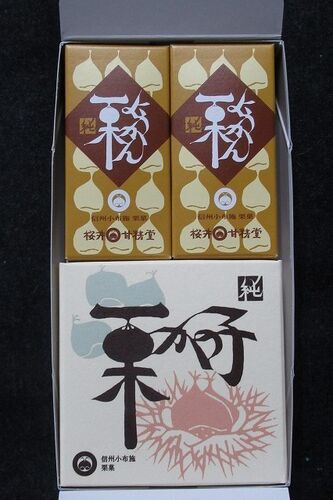 純
栗ようかん
信州小布施 栗菓
桜井甘精堂
純
栗ようかん
信州小布施 栗菓
桜井甘精堂
純
栗かの子
信州小布施
栗菓